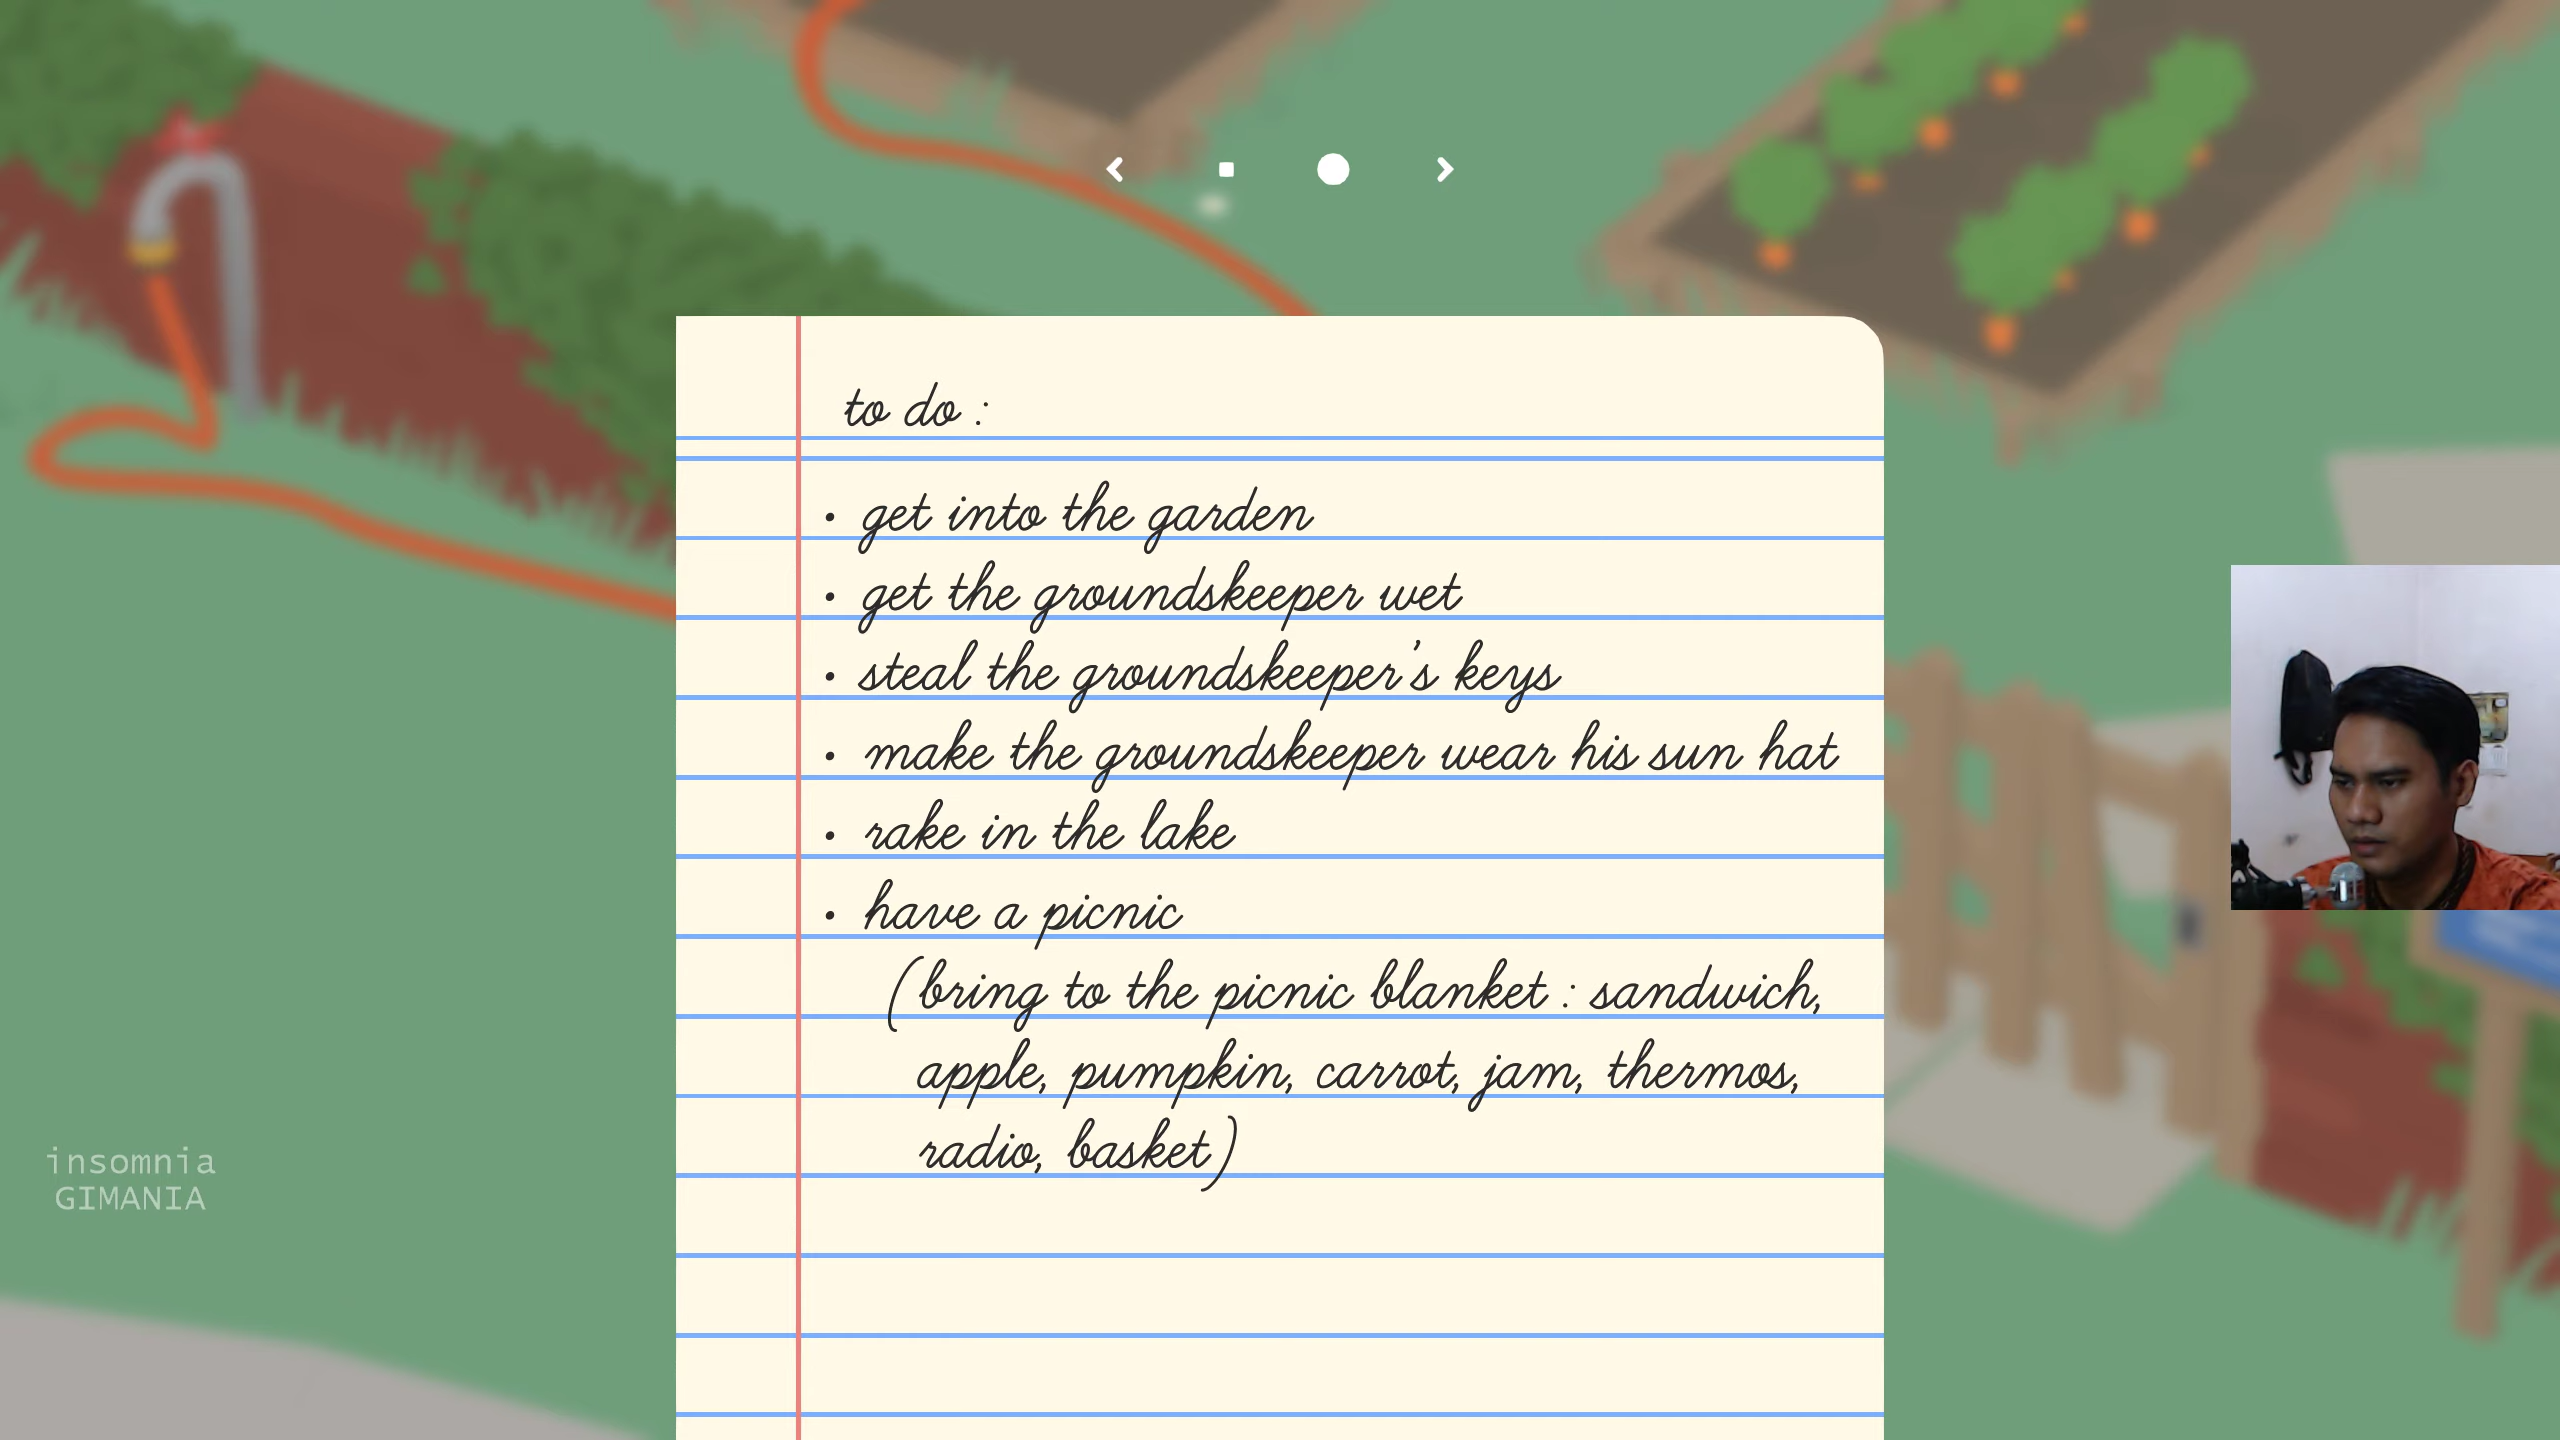 to do :
• get into the garden
• get the groundskeeper wet
• steal the groundskeeper's keys
• make the groundskeeper wear his sun hat
• rake in the lake
• have a picnic
(bring to the picnic blanket : sandwich,
apple, pumpkin, carrot, jam, thermos,
radio, basket)
insomnia
GIMANIA